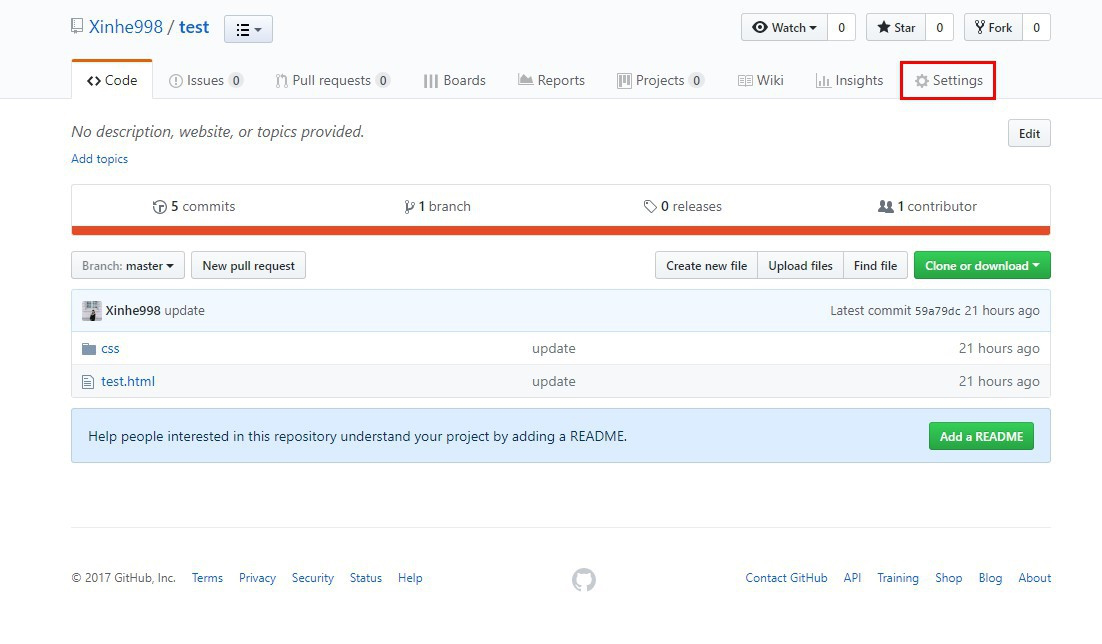 Xinhe998 / test
Watch 0 Star 0 Fork 0
Code Issues 0 Pull requests 0 Boards Reports Projects 0 Wiki Insights Settings
No description, website, or topics provided. Edit
Add topics
5 commits 1 branch 0 releases 1 contributor
Branch: master New pull request Create new file Upload files Find file Clone or download
Xinhe998 update Latest commit 59a79dc 21 hours ago
css update 21 hours ago
test.html update 21 hours ago
Help people interested in this repository understand your project by adding a README. Add a README
© 2017 GitHub, Inc. Terms Privacy Security Status Help Contact GitHub API Training Shop Blog About